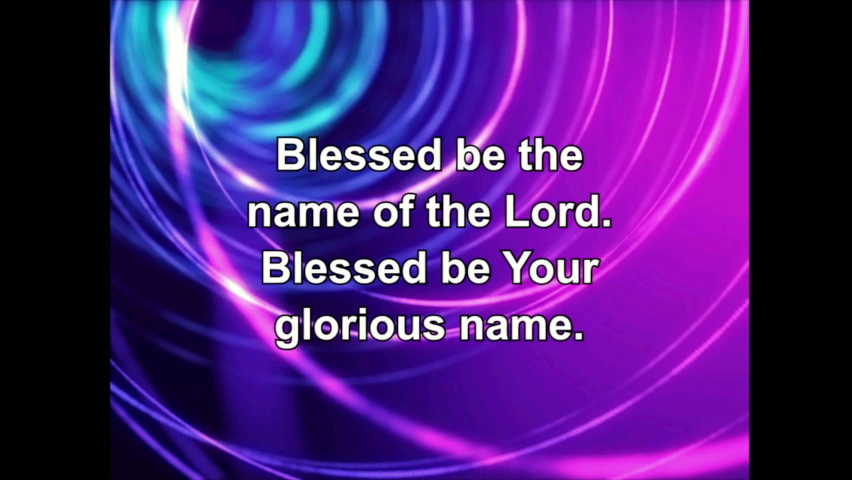 Blessed be the
name of the Lord.
Blessed be Your
glorious name.